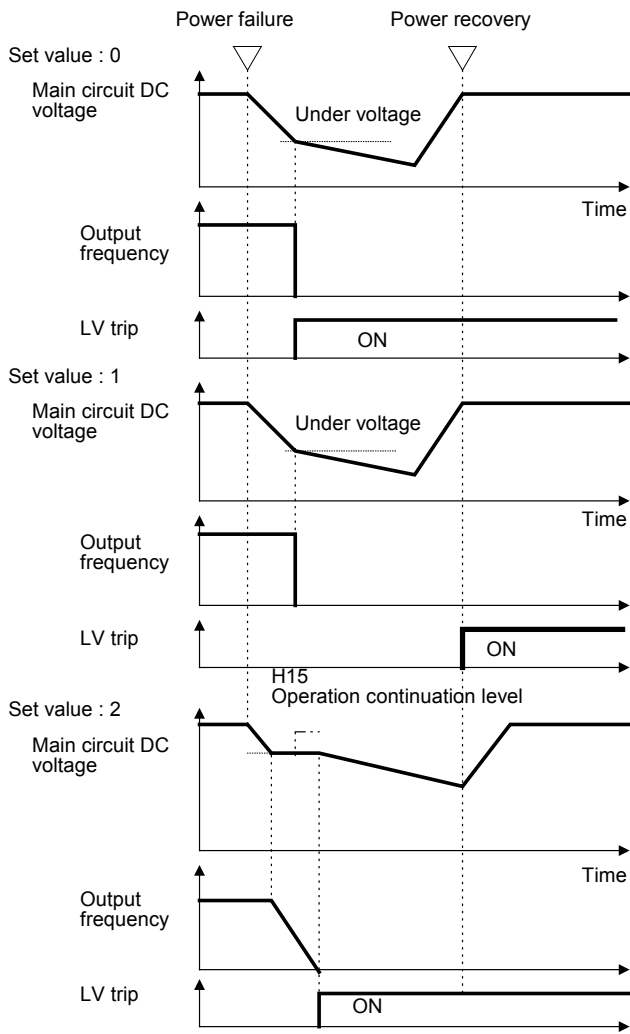 Power failure
Power recovery
Set value : 0
Main circuit DC
voltage
Under voltage
Time
Output
frequency
LV trip
ON
Set value : 1
Main circuit DC
voltage
Under voltage
Time
Output
frequency
LV trip
ON
H15
Operation continuation level
Set value : 2
Main circuit DC
voltage
Time
Output
frequency
LV trip
ON